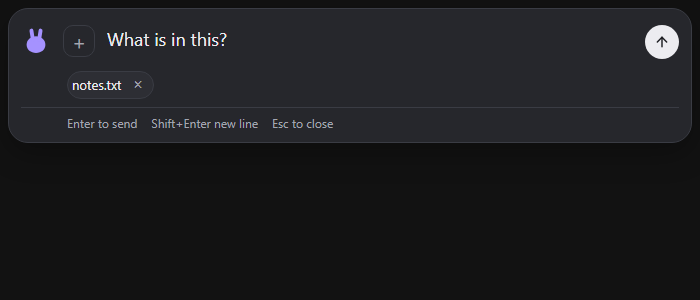 What is in this?
notes.txt ×
Enter to send Shift+Enter new line Esc to close